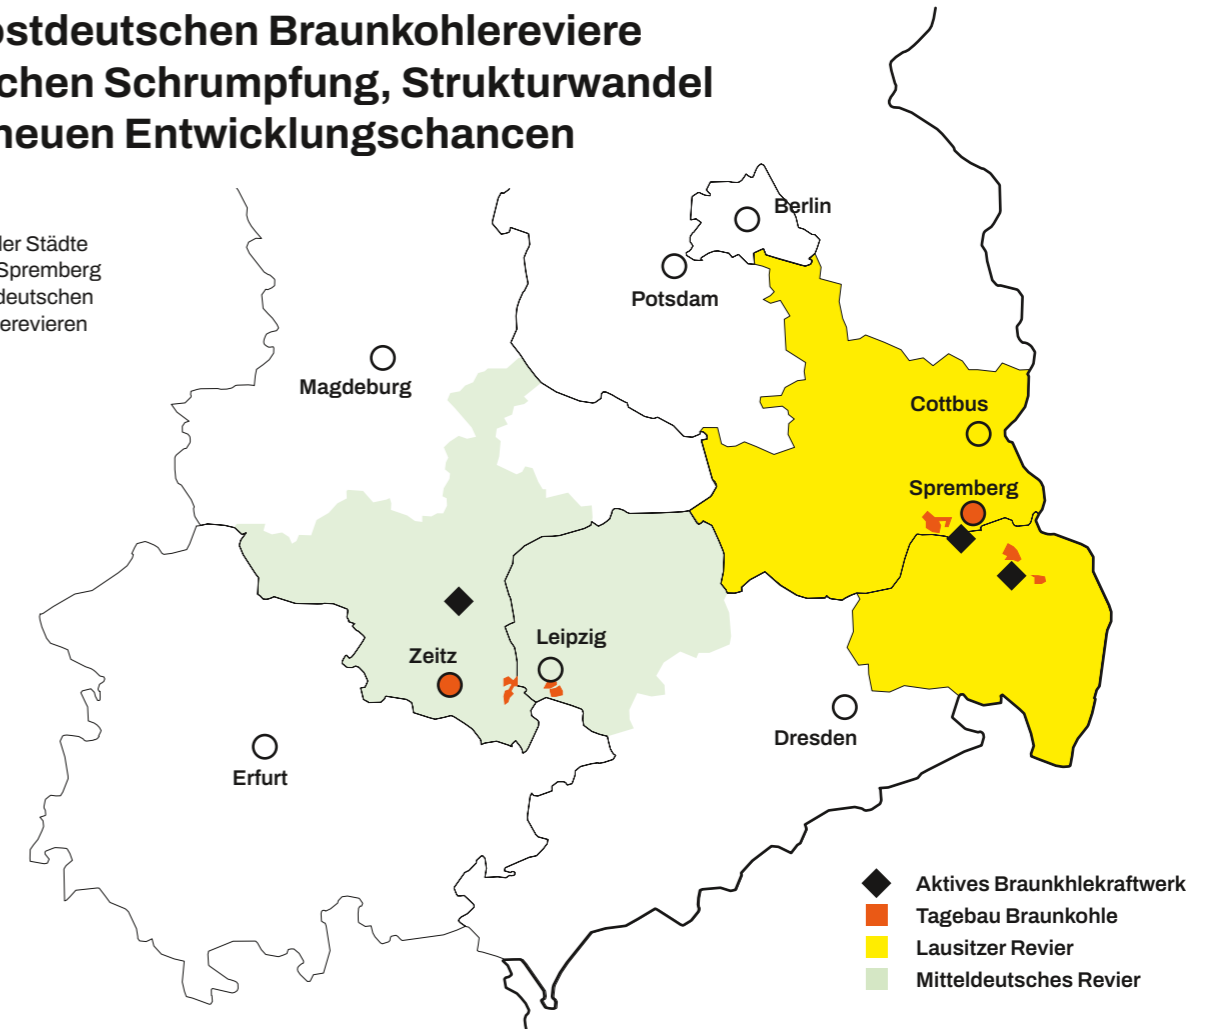 ostdeutschen Braunkohlereviere
chen Schrumpfung, Strukturwandel
neuen Entwicklungschancen
der Städte
Spremberg
deutschen
erevieren
Berlin
Potsdam
Magdeburg
Cottbus
Spremberg
Leipzig
Zeitz
Dresden
Erfurt
Aktives Braunkhlekraftwerk
Tagebau Braunkohle
Lausitzer Revier
Mitteldeutsches Revier